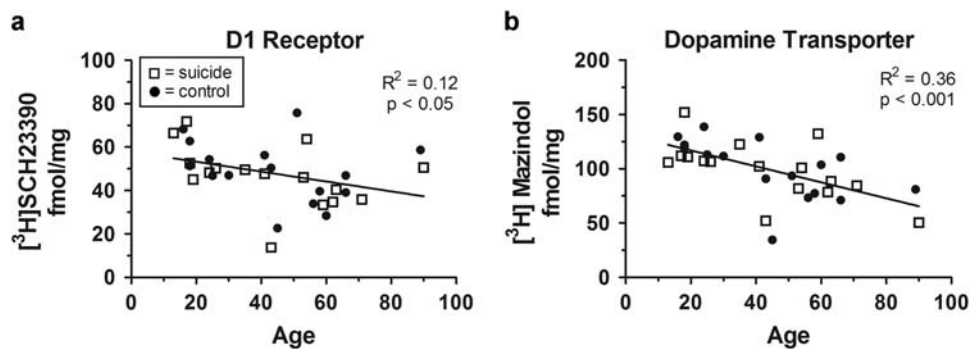 a
D1 Receptor
[³H]SCH23390
fmol/mg
100
80
60
40
20
0
□ = suicide
● = control
R² = 0.12
p < 0.05
0 20 40 60 80 100
Age
b
Dopamine Transporter
[³H] Mazindol
fmol/mg
200
150
100
50
0
R² = 0.36
p < 0.001
0 20 40 60 80 100
Age